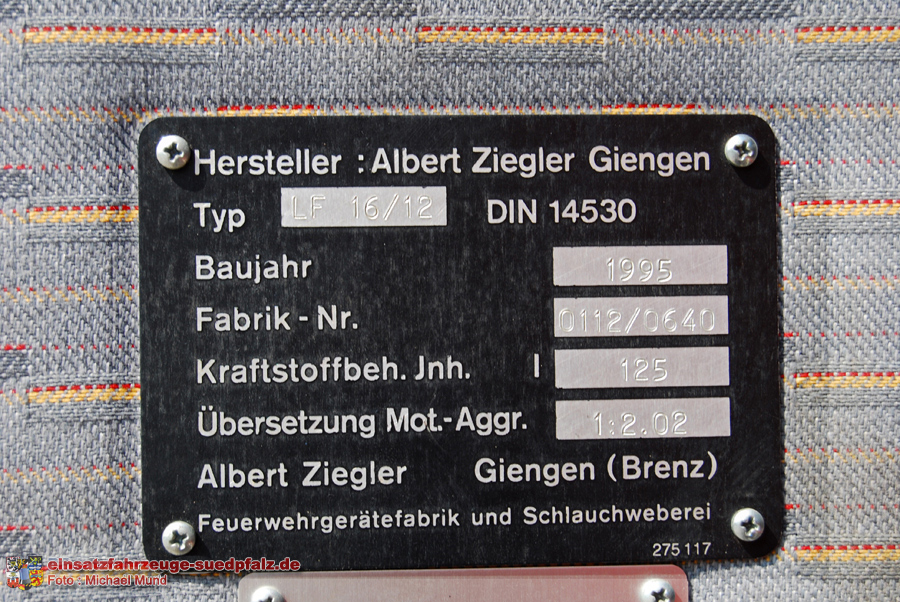 Hersteller : Albert Ziegler Giengen
Typ LF 16/12 DIN 14530
Baujahr 1995
Fabrik - Nr. 0112/0640
Kraftstoffbeh. Jnh. l 125
Übersetzung Mot.-Aggr. 1:2.02
Albert Ziegler Giengen (Brenz)
Feuerwehrgerätefabrik und Schlauchweberei
275 117
einsatzfahrzeuge-suedpfalz.de
Foto : Michael Mund